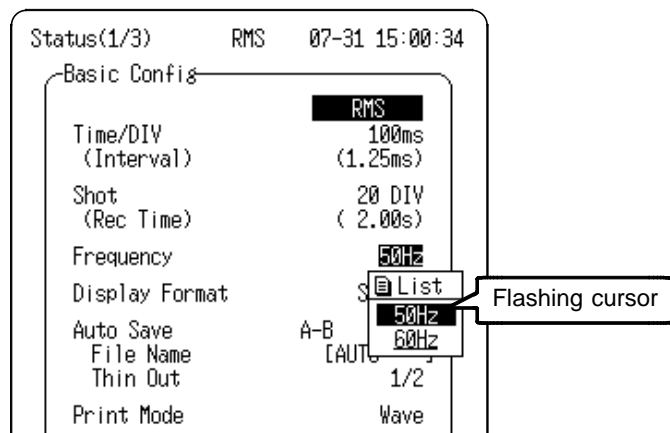 Status(1/3) RMS 07-31 15:00:34
Basic Config
RMS
Time/DIV 100ms
(Interval) (1.25ms)
Shot 20 DIV
(Rec Time) ( 2.00s)
Frequency 50Hz
Display Format S
List
50Hz
60Hz
Flashing cursor
Auto Save A-B
File Name [AUTO ]
Thin Out 1/2
Print Mode Wave